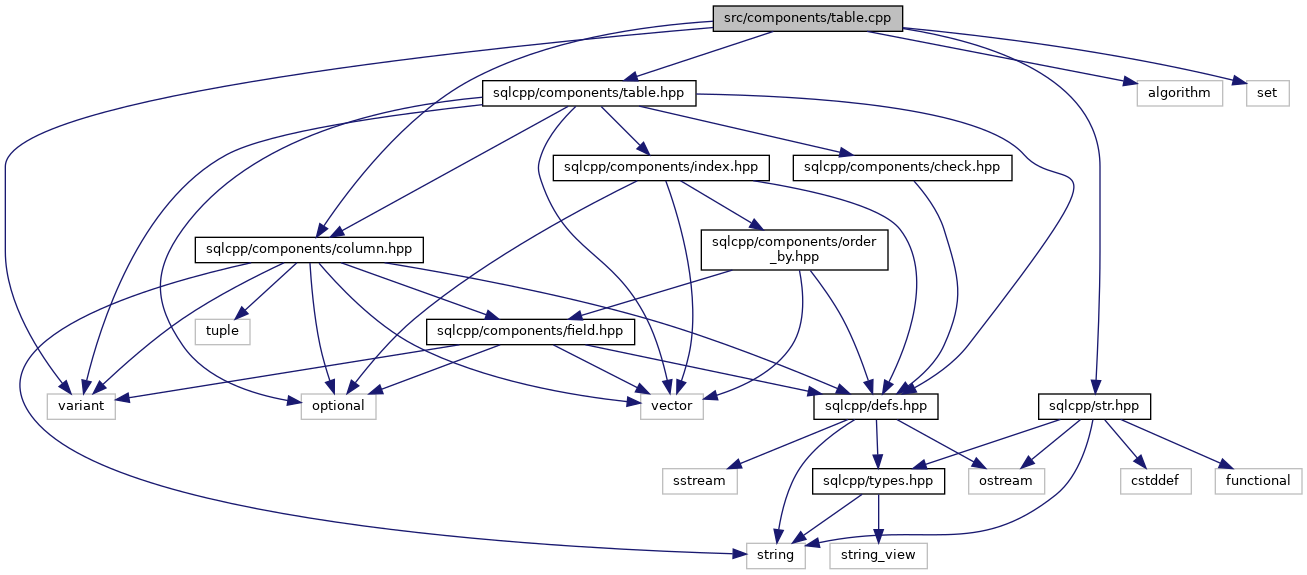 src/components/table.cpp
sqlcpp/components/table.hpp
algorithm
set
sqlcpp/components/index.hpp
sqlcpp/components/check.hpp
sqlcpp/components/column.hpp
sqlcpp/components/order
_by.hpp
tuple
sqlcpp/components/field.hpp
variant
optional
vector
sqlcpp/defs.hpp
sqlcpp/str.hpp
sstream
sqlcpp/types.hpp
ostream
cstddef
functional
string
string_view